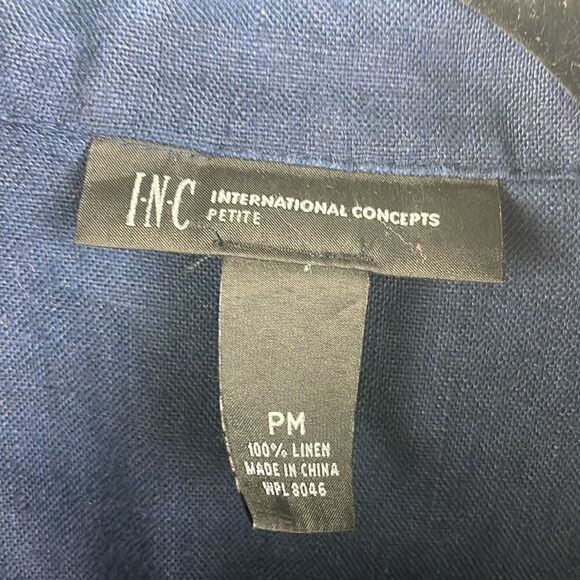 I·N·C INTERNATIONAL CONCEPTS
PETITE
PM
100% LINEN
MADE IN CHINA
WPL 8046